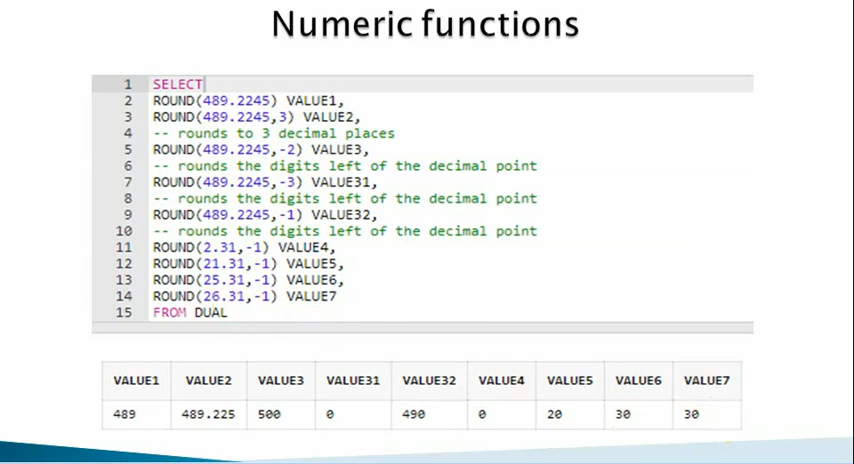 Numeric functions
1 SELECT
2 ROUND(489.2245) VALUE1,
3 ROUND(489.2245,3) VALUE2,
4 -- rounds to 3 decimal places
5 ROUND(489.2245,-2) VALUE3,
6 -- rounds the digits left of the decimal point
7 ROUND(489.2245,-3) VALUE31,
8 -- rounds the digits left of the decimal point
9 ROUND(489.2245,-1) VALUE32,
10 -- rounds the digits left of the decimal point
11 ROUND(2.31,-1) VALUE4,
12 ROUND(21.31,-1) VALUE5,
13 ROUND(25.31,-1) VALUE6,
14 ROUND(26.31,-1) VALUE7
15 FROM DUAL
VALUE1 VALUE2 VALUE3 VALUE31 VALUE32 VALUE4 VALUE5 VALUE6 VALUE7
489 489.225 500 0 490 0 20 30 30